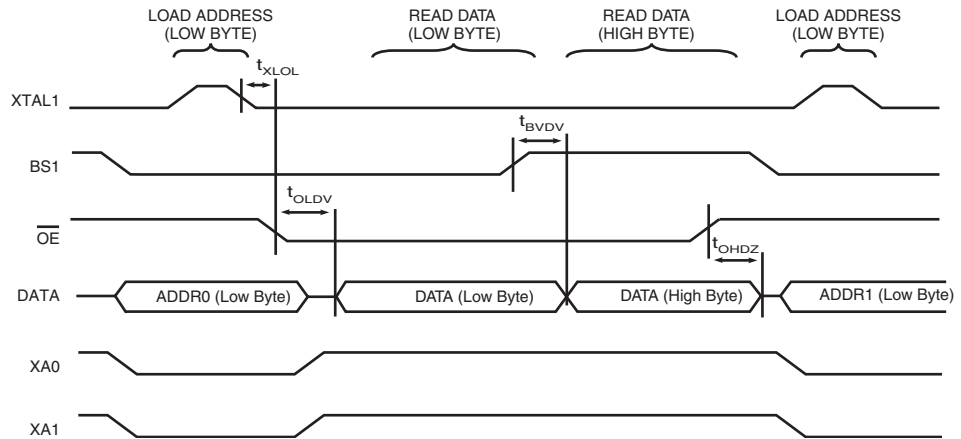 LOAD ADDRESS
(LOW BYTE)
READ DATA
(LOW BYTE)
READ DATA
(HIGH BYTE)
LOAD ADDRESS
(LOW BYTE)
tXLOL
XTAL1
tBVDV
BS1
tOLDV
OE
tOHDZ
DATA
ADDR0 (Low Byte)
DATA (Low Byte)
DATA (High Byte)
ADDR1 (Low Byte)
XA0
XA1